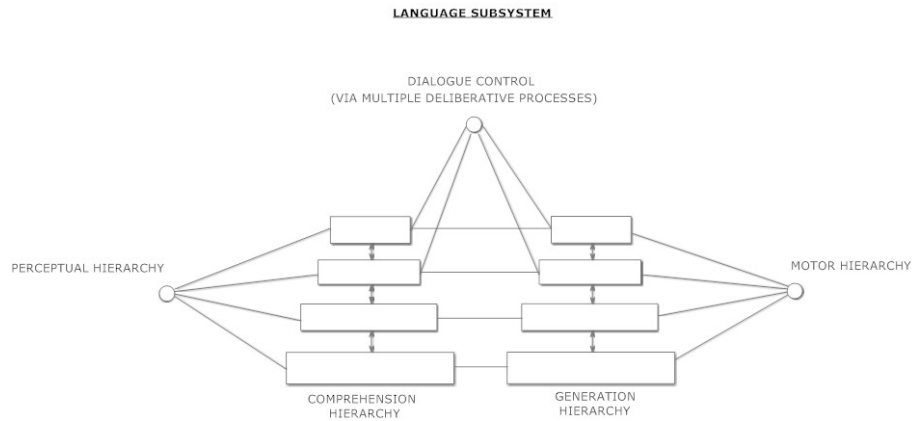 LANGUAGE SUBSYSTEM
DIALOGUE CONTROL
(VIA MULTIPLE DELIBERATIVE PROCESSES)
PERCEPTUAL HIERARCHY
MOTOR HIERARCHY
COMPREHENSION
HIERARCHY
GENERATION
HIERARCHY